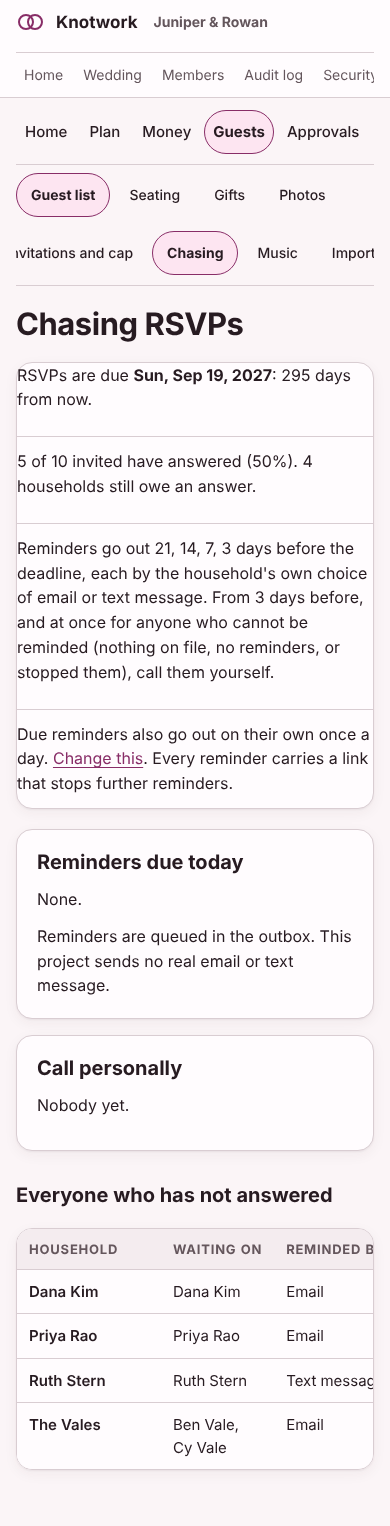 Knotwork Juniper & Rowan
Home Wedding Members Audit log Security
Home Plan Money Guests Approvals
Guest list Seating Gifts Photos
and cap Chasing Music Import
Chasing RSVPs
RSVPs are due Sun, Sep 19, 2027: 295 days
from now.
5 of 10 invited have answered (50%). 4
households still owe an answer.
Reminders go out 21, 14, 7, 3 days before the
deadline, each by the household's own choice
of email or text message. From 3 days before,
and at once for anyone who cannot be
reminded (nothing on file, no reminders, or
stopped them), call them yourself.
Due reminders also go out on their own once a
day. Change this. Every reminder carries a link
that stops further reminders.
Reminders due today
None.
Reminders are queued in the outbox. This
project sends no real email or text
message.
Call personally
Nobody yet.
Everyone who has not answered
HOUSEHOLD WAITING ON REMINDED
Dana Kim Dana Kim Email
Priya Rao Priya Rao Email
Ruth Stern Ruth Stern Text
The Vales Ben Vale, Email
Cy Vale